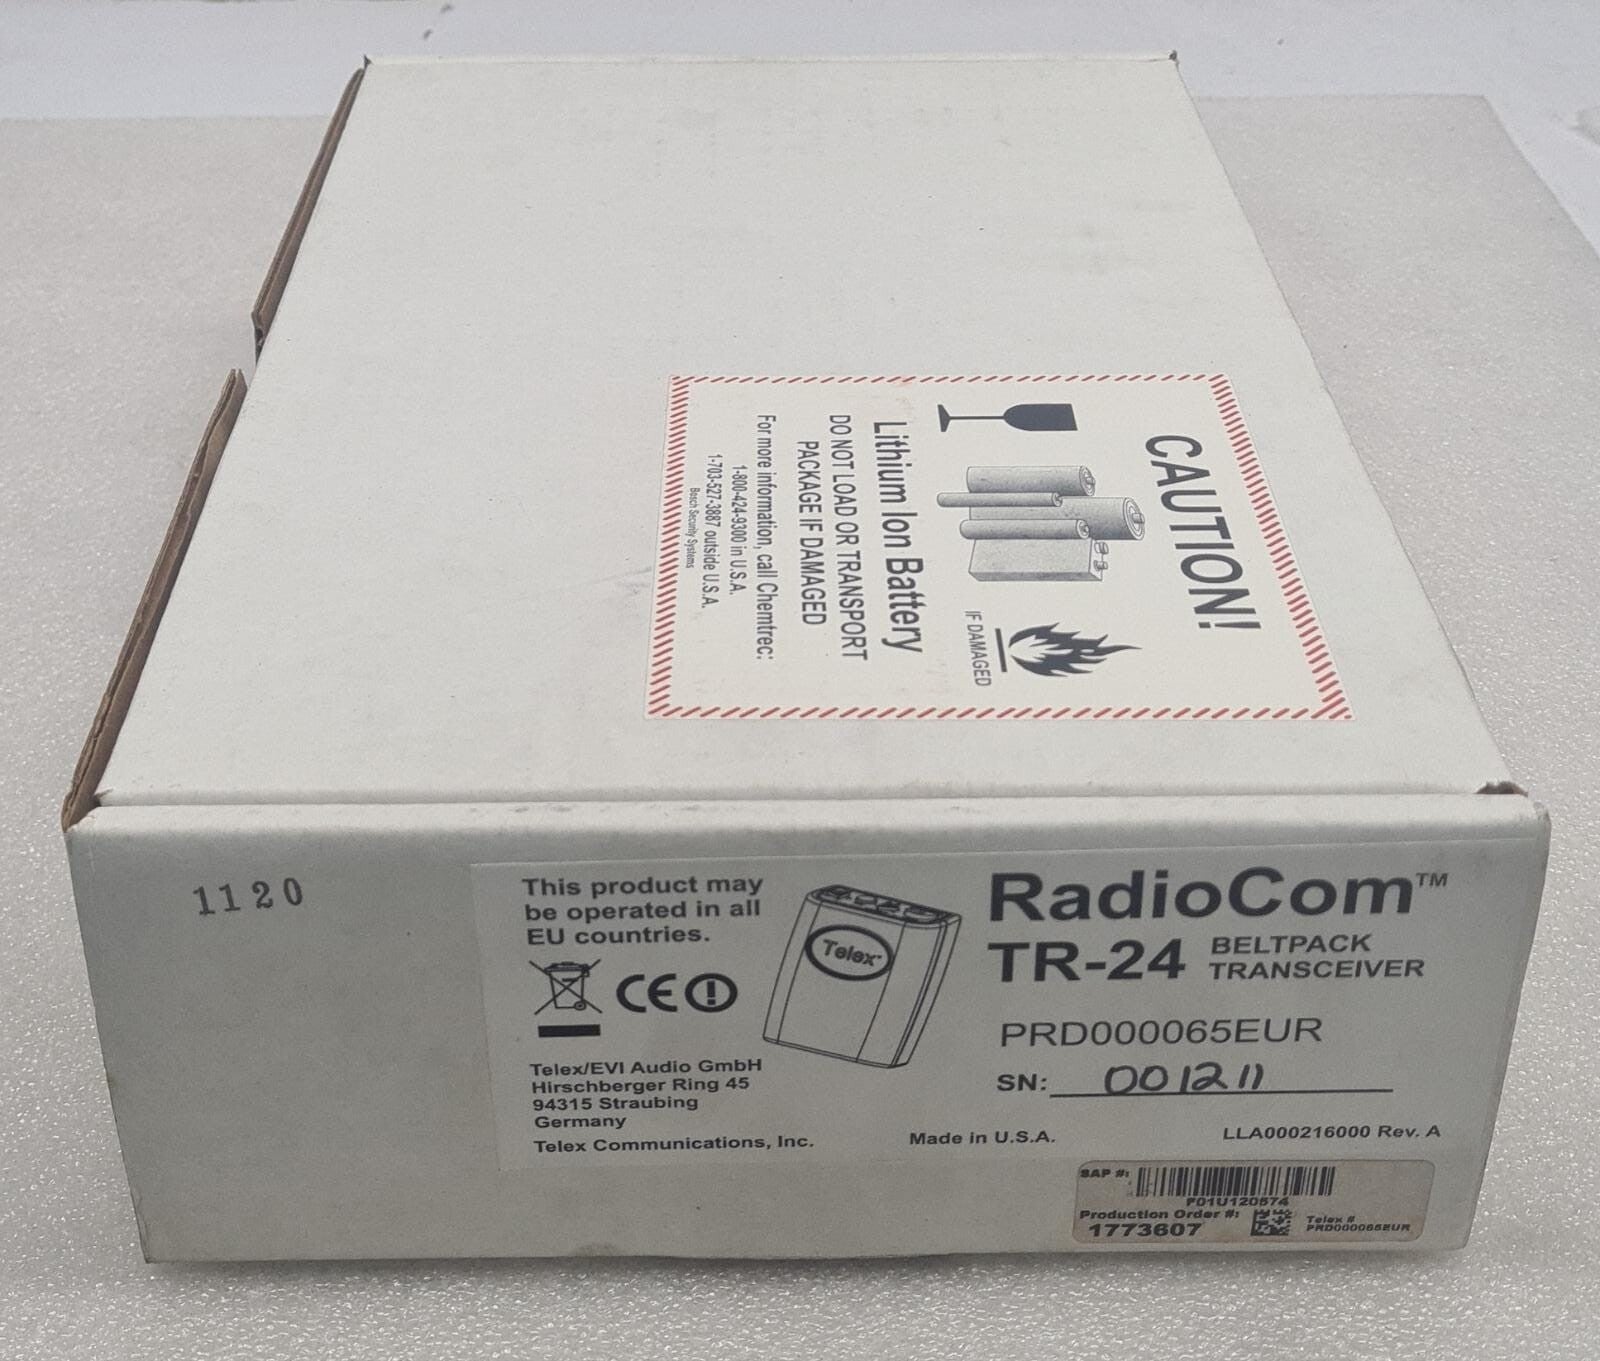 CAUTION!
IF DAMAGED
Lithium Ion Battery
DO NOT LOAD OR TRANSPORT
PACKAGE IF DAMAGED
For more information, call Chemtrec:
1-800-424-9300 in U.S.A.
1-703-527-3887 outside U.S.A.
Bosch Security Systems
1120
This product may
be operated in all
EU countries.
CE
Telex/EVI Audio GmbH
Hirschberger Ring 45
94315 Straubing
Germany
Telex Communications, Inc.
Telex™
Made in U.S.A.
RadioCom™
TR-24 BELTPACK
TRANSCEIVER
PRD000065EUR
SN: 001211
LLA000216000 Rev. A
SAP #:
F01U120574
Production Order #:
1773607
Telex #
PRD000065EUR